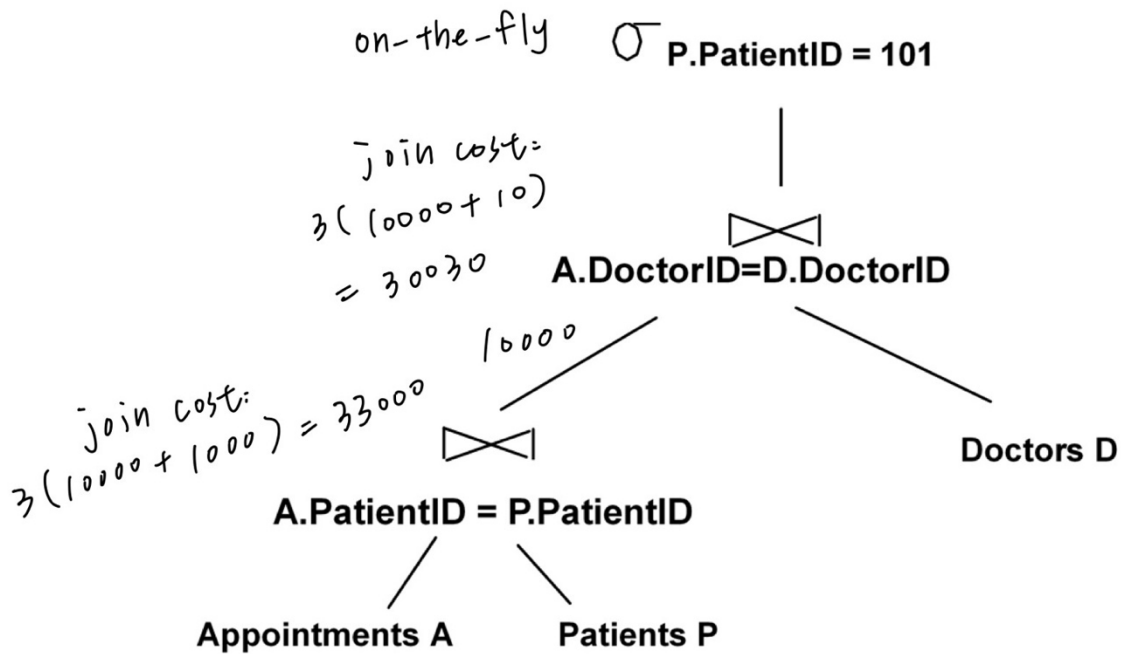 on-the-fly σ P.PatientID = 101
join cost:
3(10000+10)
= 30030
⋈
A.DoctorID=D.DoctorID
10000
join cost:
3(10000+1000) = 33000
⋈
Doctors D
A.PatientID = P.PatientID
Appointments A
Patients P